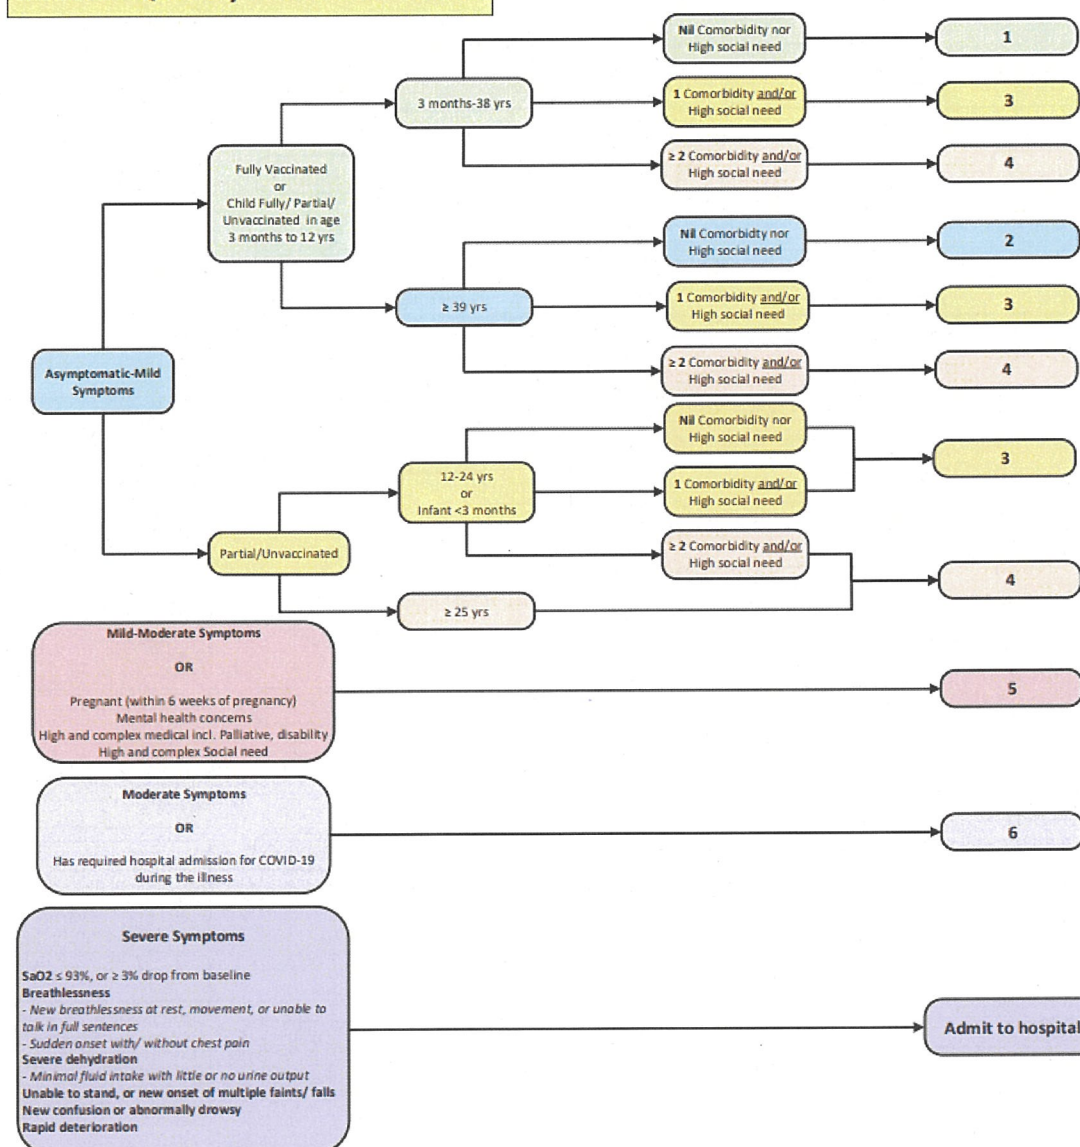 Nil Comorbidity nor
High social need
1
3 months-38 yrs
1 Comorbidity and/or
High social need
3
≥ 2 Comorbidity and/or
High social need
4
Fully Vaccinated
or
Child Fully/ Partial/
Unvaccinated in age
3 months to 12 yrs
Nil Comorbidty nor
High social need
2
≥ 39 yrs
1 Comorbidity and/or
High social need
3
≥ 2 Comorbidity and/or
High social need
4
Asymptomatic-Mild
Symptoms
Nil Comorbidity nor
High social need
12-24 yrs
or
Infant <3 months
1 Comorbidity and/or
High social need
3
Partial/Unvaccinated
≥ 2 Comorbidity and/or
High social need
≥ 25 yrs
4
Mild-Moderate Symptoms
OR
Pregnant (within 6 weeks of pregnancy)
Mental health concerns
High and complex medical incl. Palliative, disability
High and complex Social need
5
Moderate Symptoms
OR
Has required hospital admission for COVID-19
during the illness
6
Severe Symptoms
SaO2 ≤ 93%, or ≥ 3% drop from baseline
Breathlessness
- New breathlessness at rest, movement, or unable to
talk in full sentences
- Sudden onset with/ without chest pain
Severe dehydration
- Minimal fluid intake with little or no urine output
Unable to stand, or new onset of multiple faints/ falls
New confusion or abnormally drowsy
Rapid deterioration
Admit to hospital